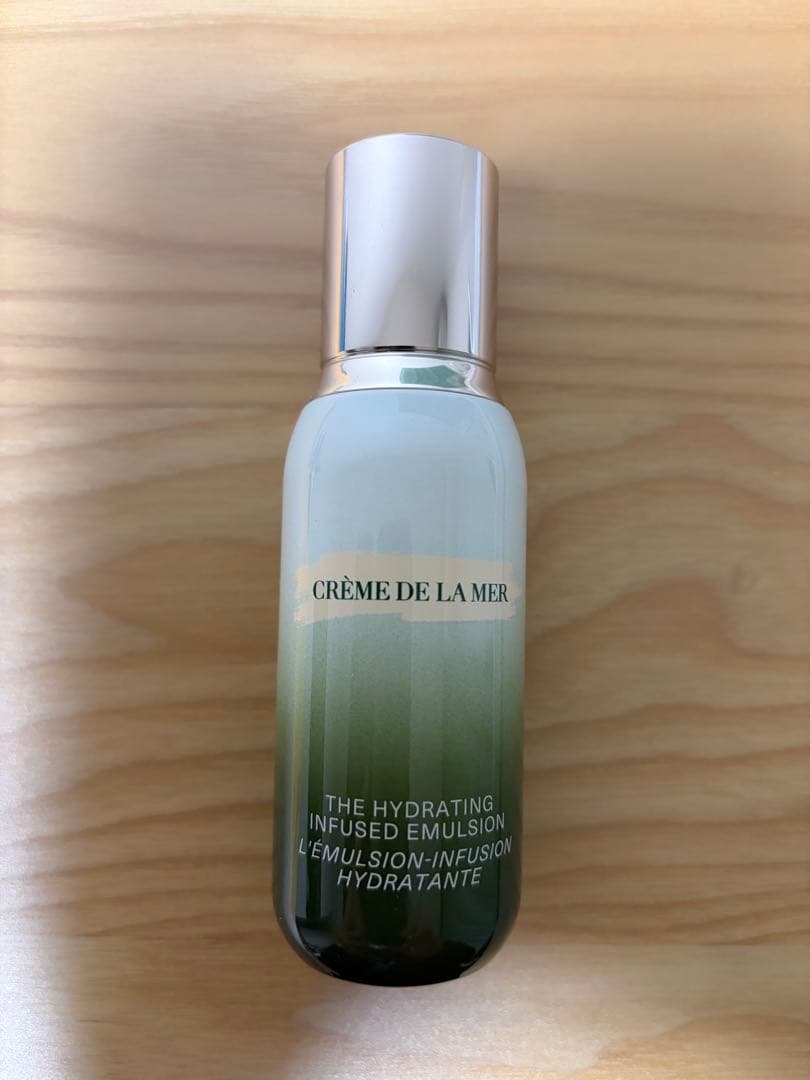 CRÈME DE LA MER
THE HYDRATING
INFUSED EMULSION
L'ÉMULSION-INFUSION
HYDRATANTE